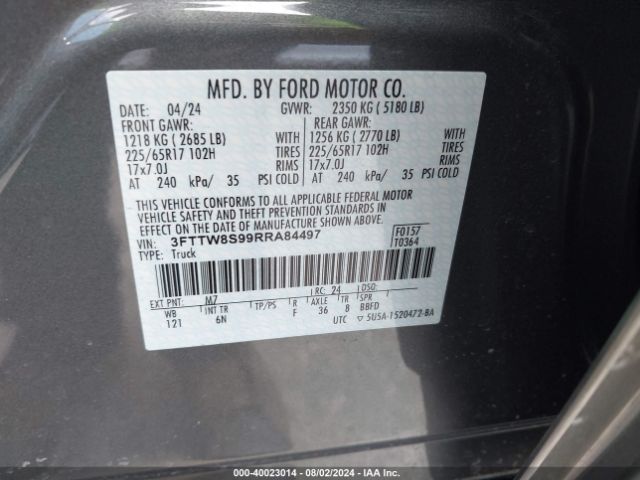 MFD. BY FORD MOTOR CO.
DATE: 04/24 GVWR: 2350 KG ( 5180 LB)
FRONT GAWR: REAR GAWR:
1218 KG ( 2685 LB) WITH 1256 KG ( 2770 LB) WITH
225/65R17 102H TIRES 225/65R17 102H TIRES
17x7.0J RIMS 17x7.0J RIMS
AT 240 kPa/ 35 PSI COLD AT 240 kPa/ 35 PSI COLD
THIS VEHICLE CONFORMS TO ALL APPLICABLE FEDERAL MOTOR
VEHICLE SAFETY AND THEFT PREVENTION STANDARDS IN
EFFECT ON THE DATE OF MANUFACTURE SHOWN ABOVE.
VIN: 3FTTW8S99RRA84497 F0157
TYPE: Truck T0364
EXT PNT: M7 RC: 24 DSO:
WB INT TR TP/PS R AXLE TR SPR
121 6N F 36 8 BBFD
UTC ▽ 5U5A-1520472-BA
000-40023014 - 08/02/2024 - IAA Inc.